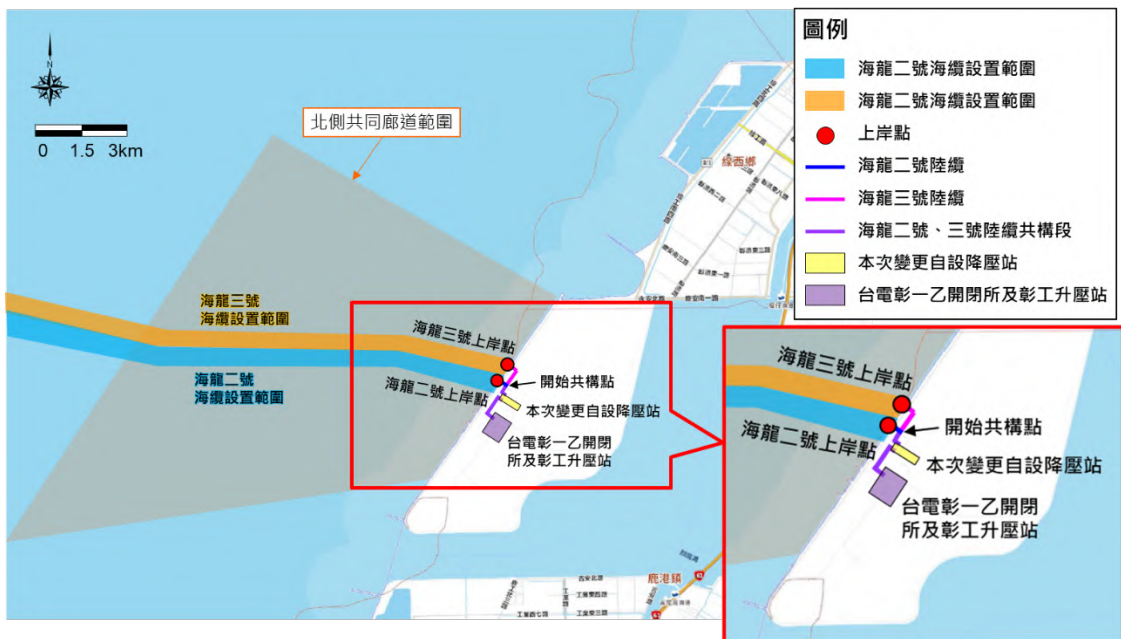 圖例
海龍二號海纜設置範圍
海龍二號海纜設置範圍
上岸點
海龍二號陸纜
海龍三號陸纜
海龍二號、三號陸纜共構段
本次變更自設降壓站
台電彰一乙開閉所及彰工升壓站
0 1.5 3km
北側共同廊道範圍
線西鄉
海龍三號
海纜設置範圍
海龍二號
海纜設置範圍
海龍三號上岸點
海龍二號上岸點
開始共構點
本次變更自設降壓站
台電彰一乙開閉
所及彰工升壓站
海龍三號上岸點
海龍二號上岸點
開始共構點
本次變更自設降壓站
台電彰一乙開閉
所及彰工升壓站
鹿港鎮